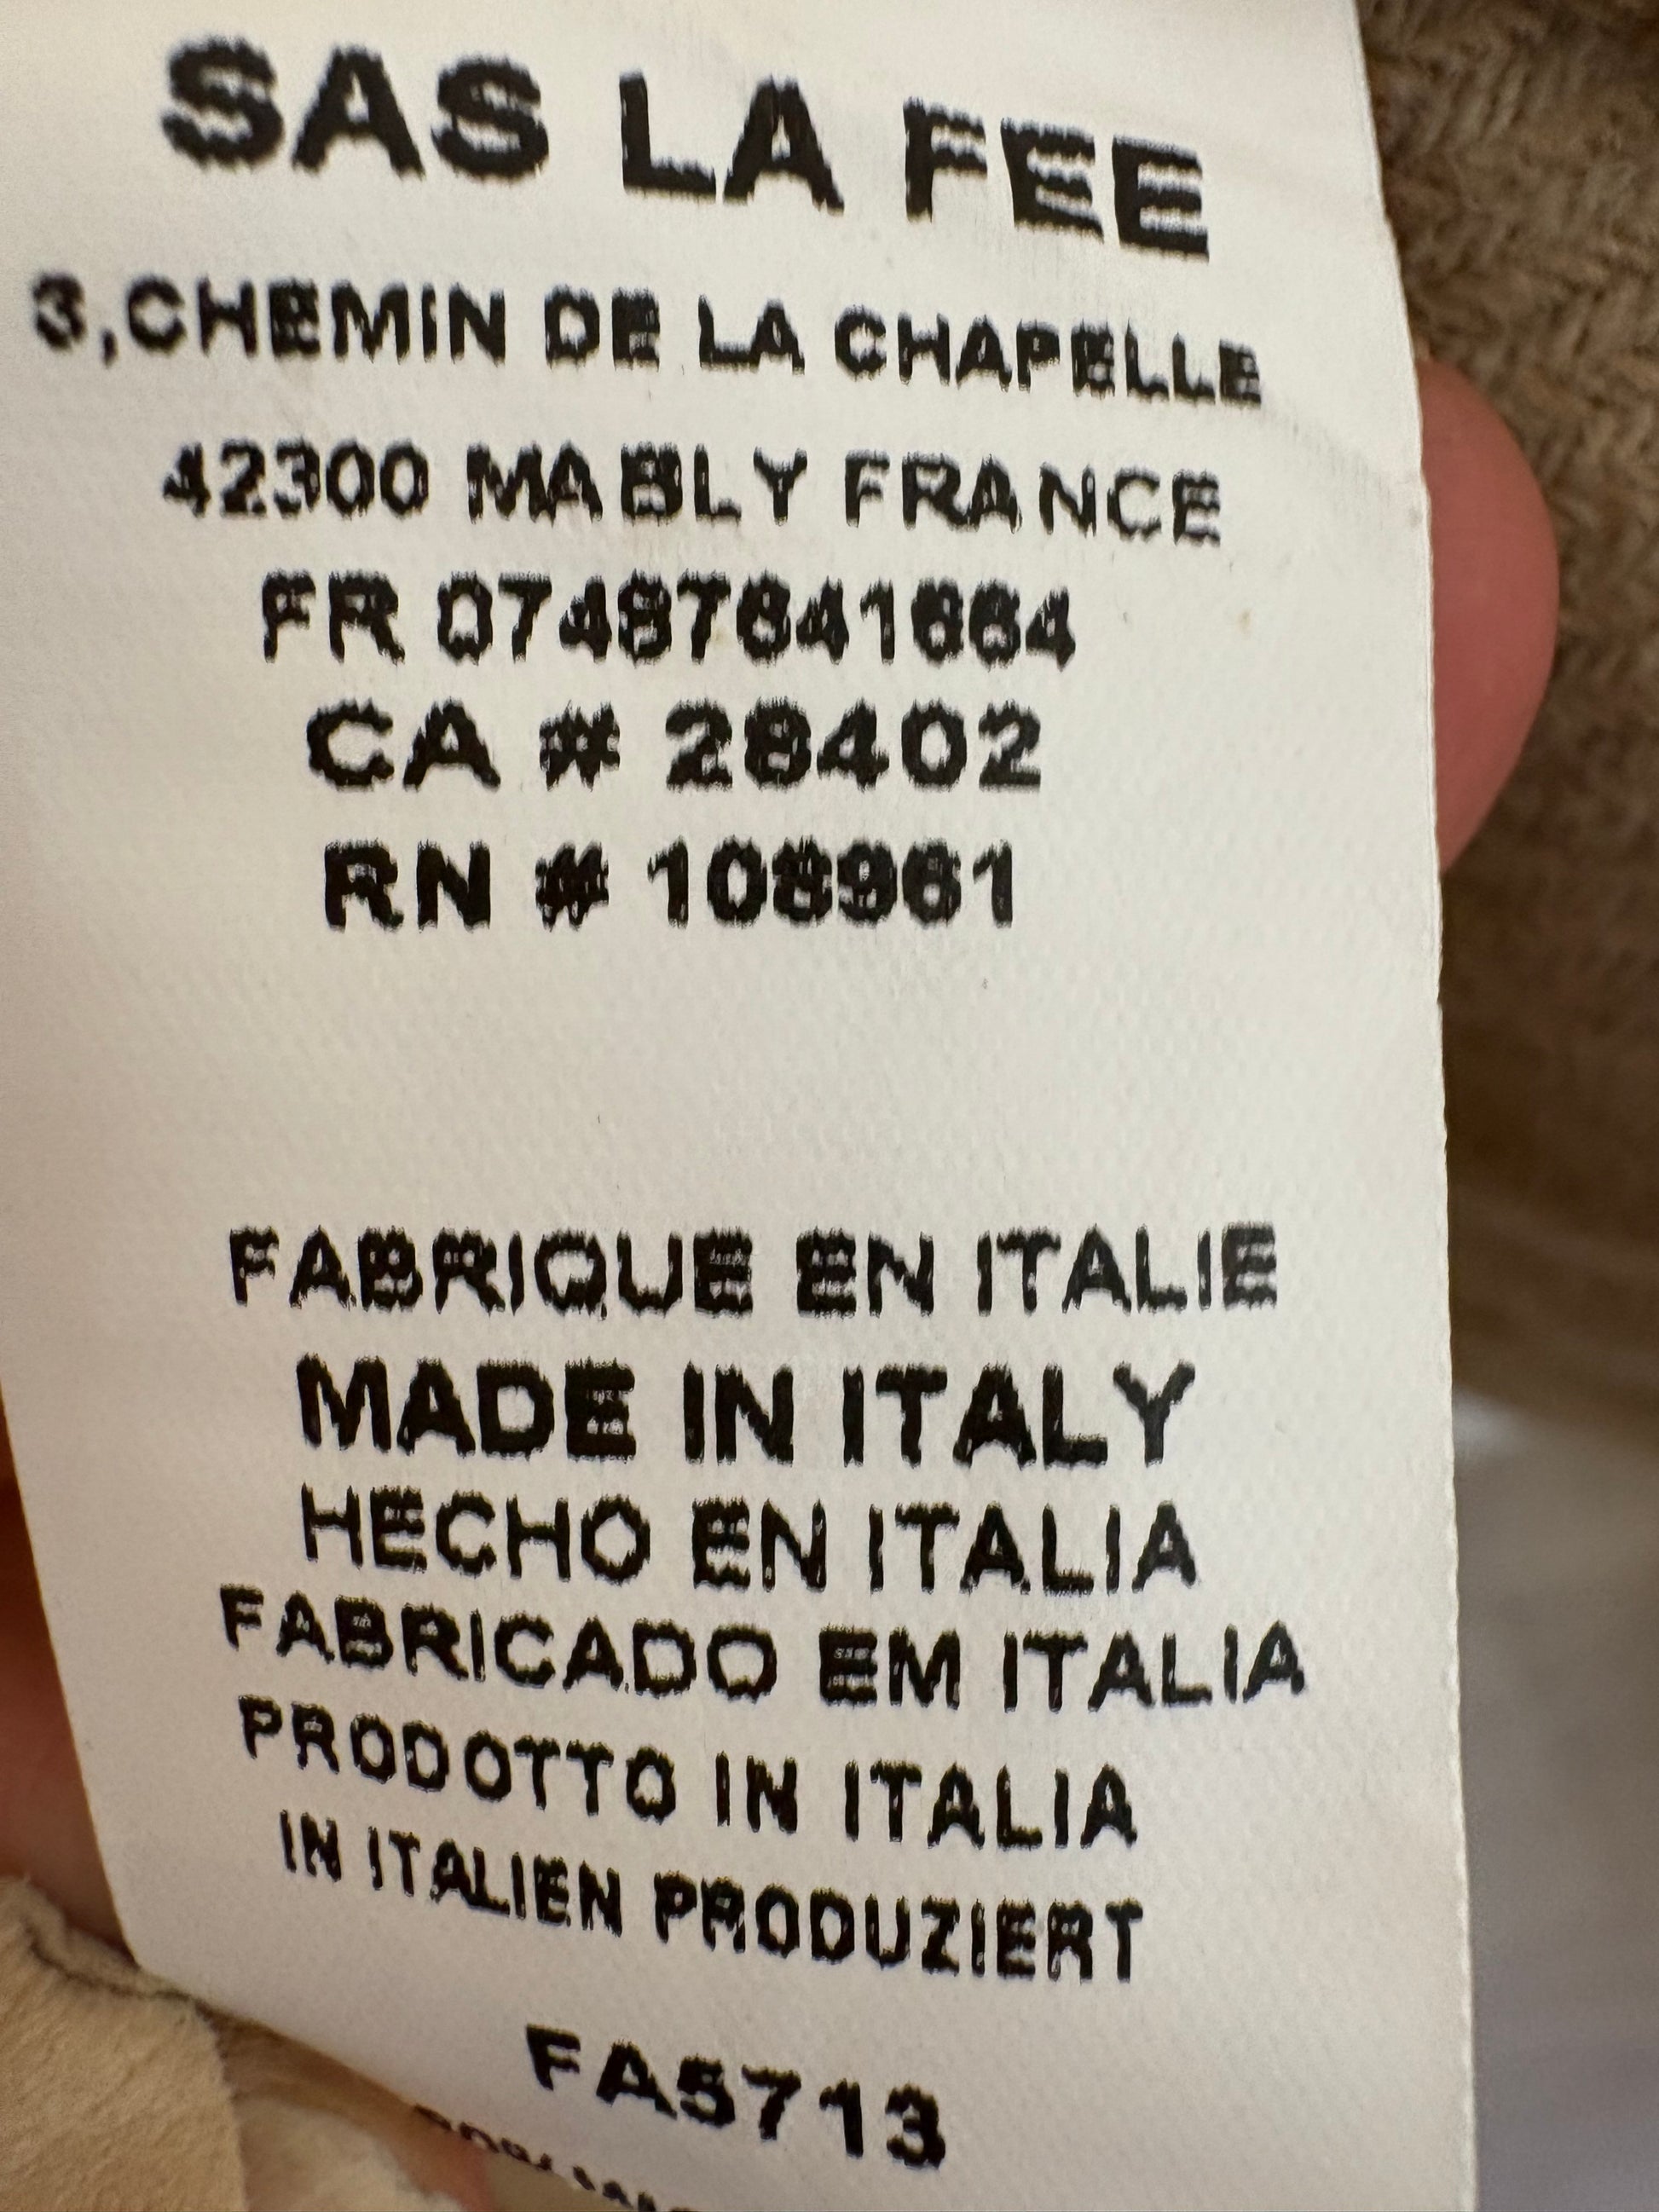 SAS LA FEE
3,CHEMIN DE LA CHAPELLE
42300 MABLY FRANCE
FR 07487641664
CA # 28402
RN # 108961
FABRIQUE EN ITALIE
MADE IN ITALY
HECHO EN ITALIA
FABRICADO EM ITALIA
PRODOTTO IN ITALIA
IN ITALIEN PRODUZIERT
FA5713